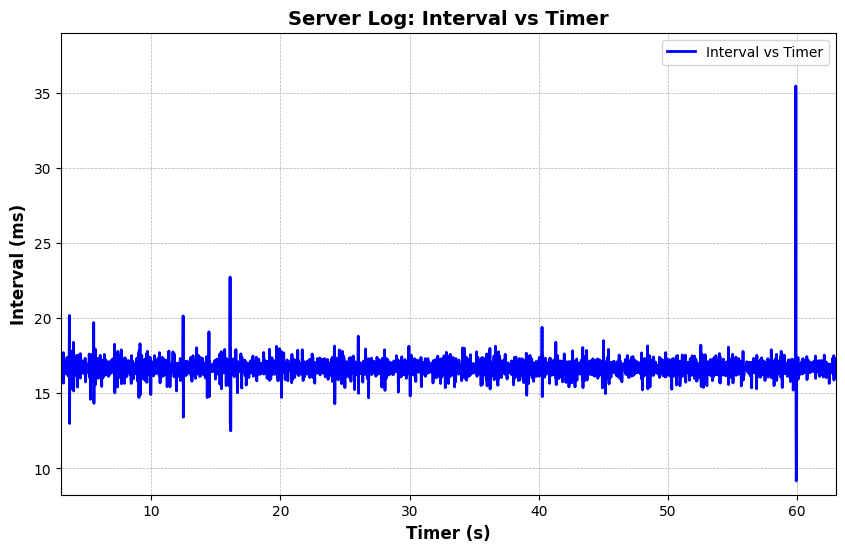 Server Log: Interval vs Timer
Interval vs Timer
Interval (ms)
35
30
25
20
15
10
10 20 30 40 50 60
Timer (s)